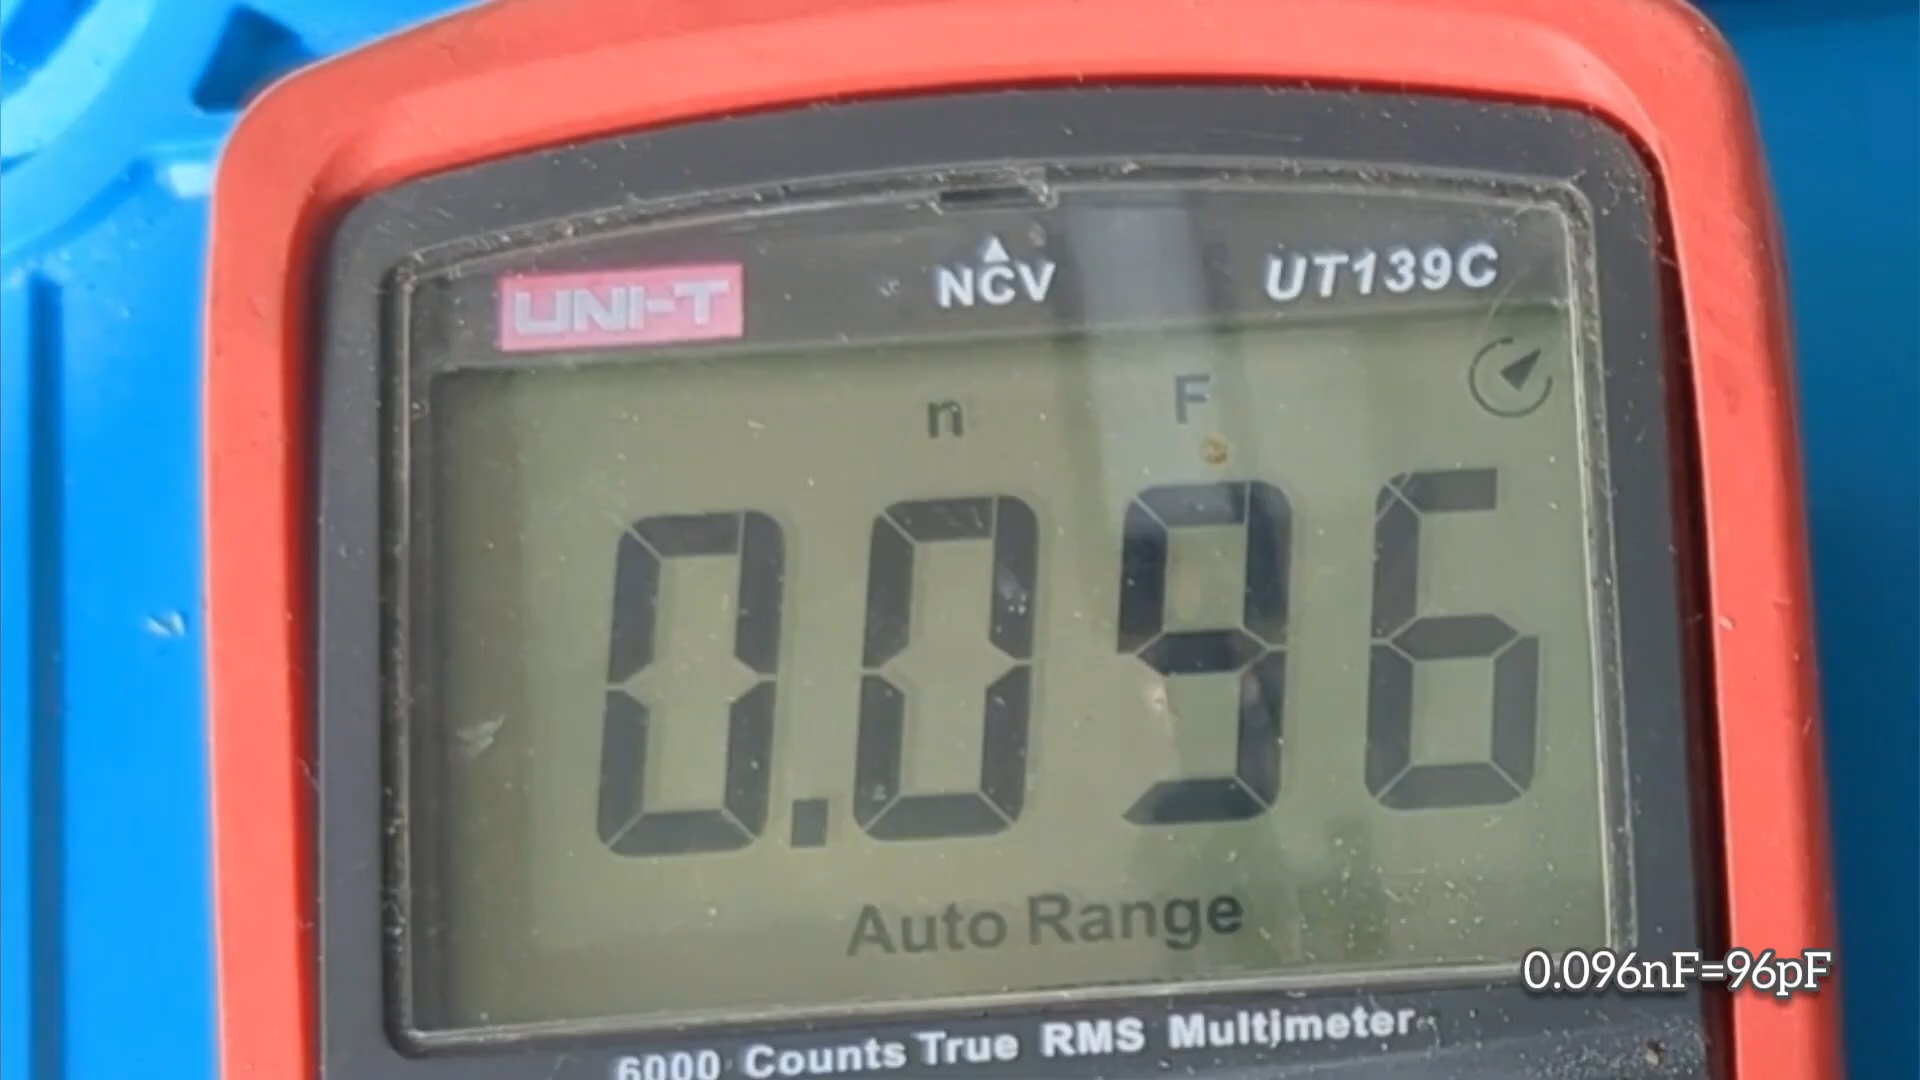 UNI-T NCV UT139C
n F
0.096
Auto Range
0.096nF=96pF
6000 Counts True RMS Multimeter